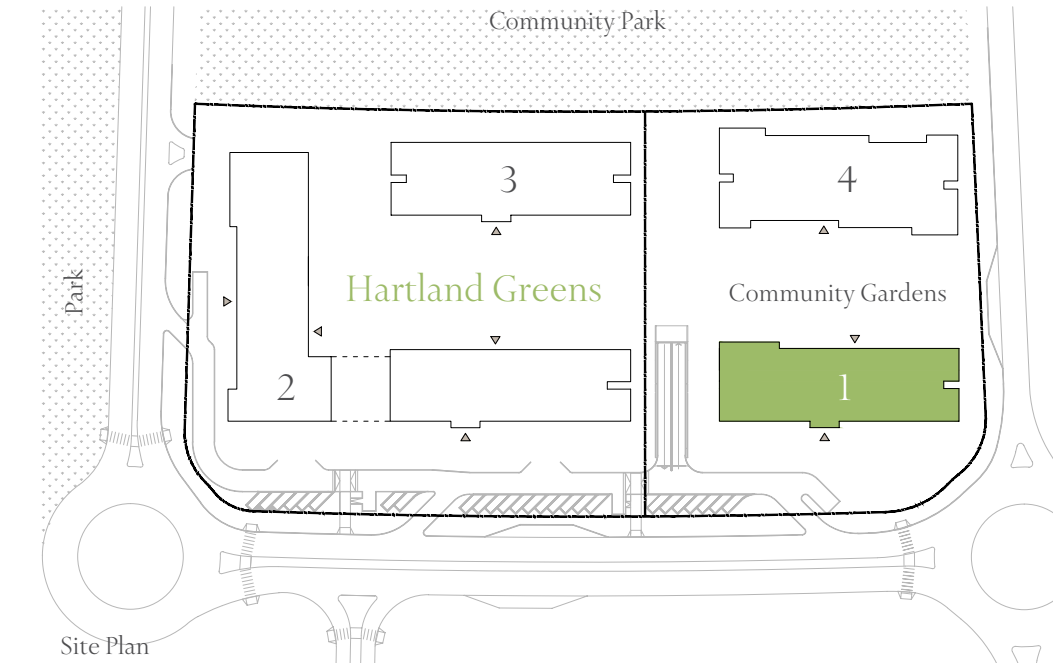 Community Park
3
4
Park
Hartland Greens
Community Gardens
2
1
Site Plan